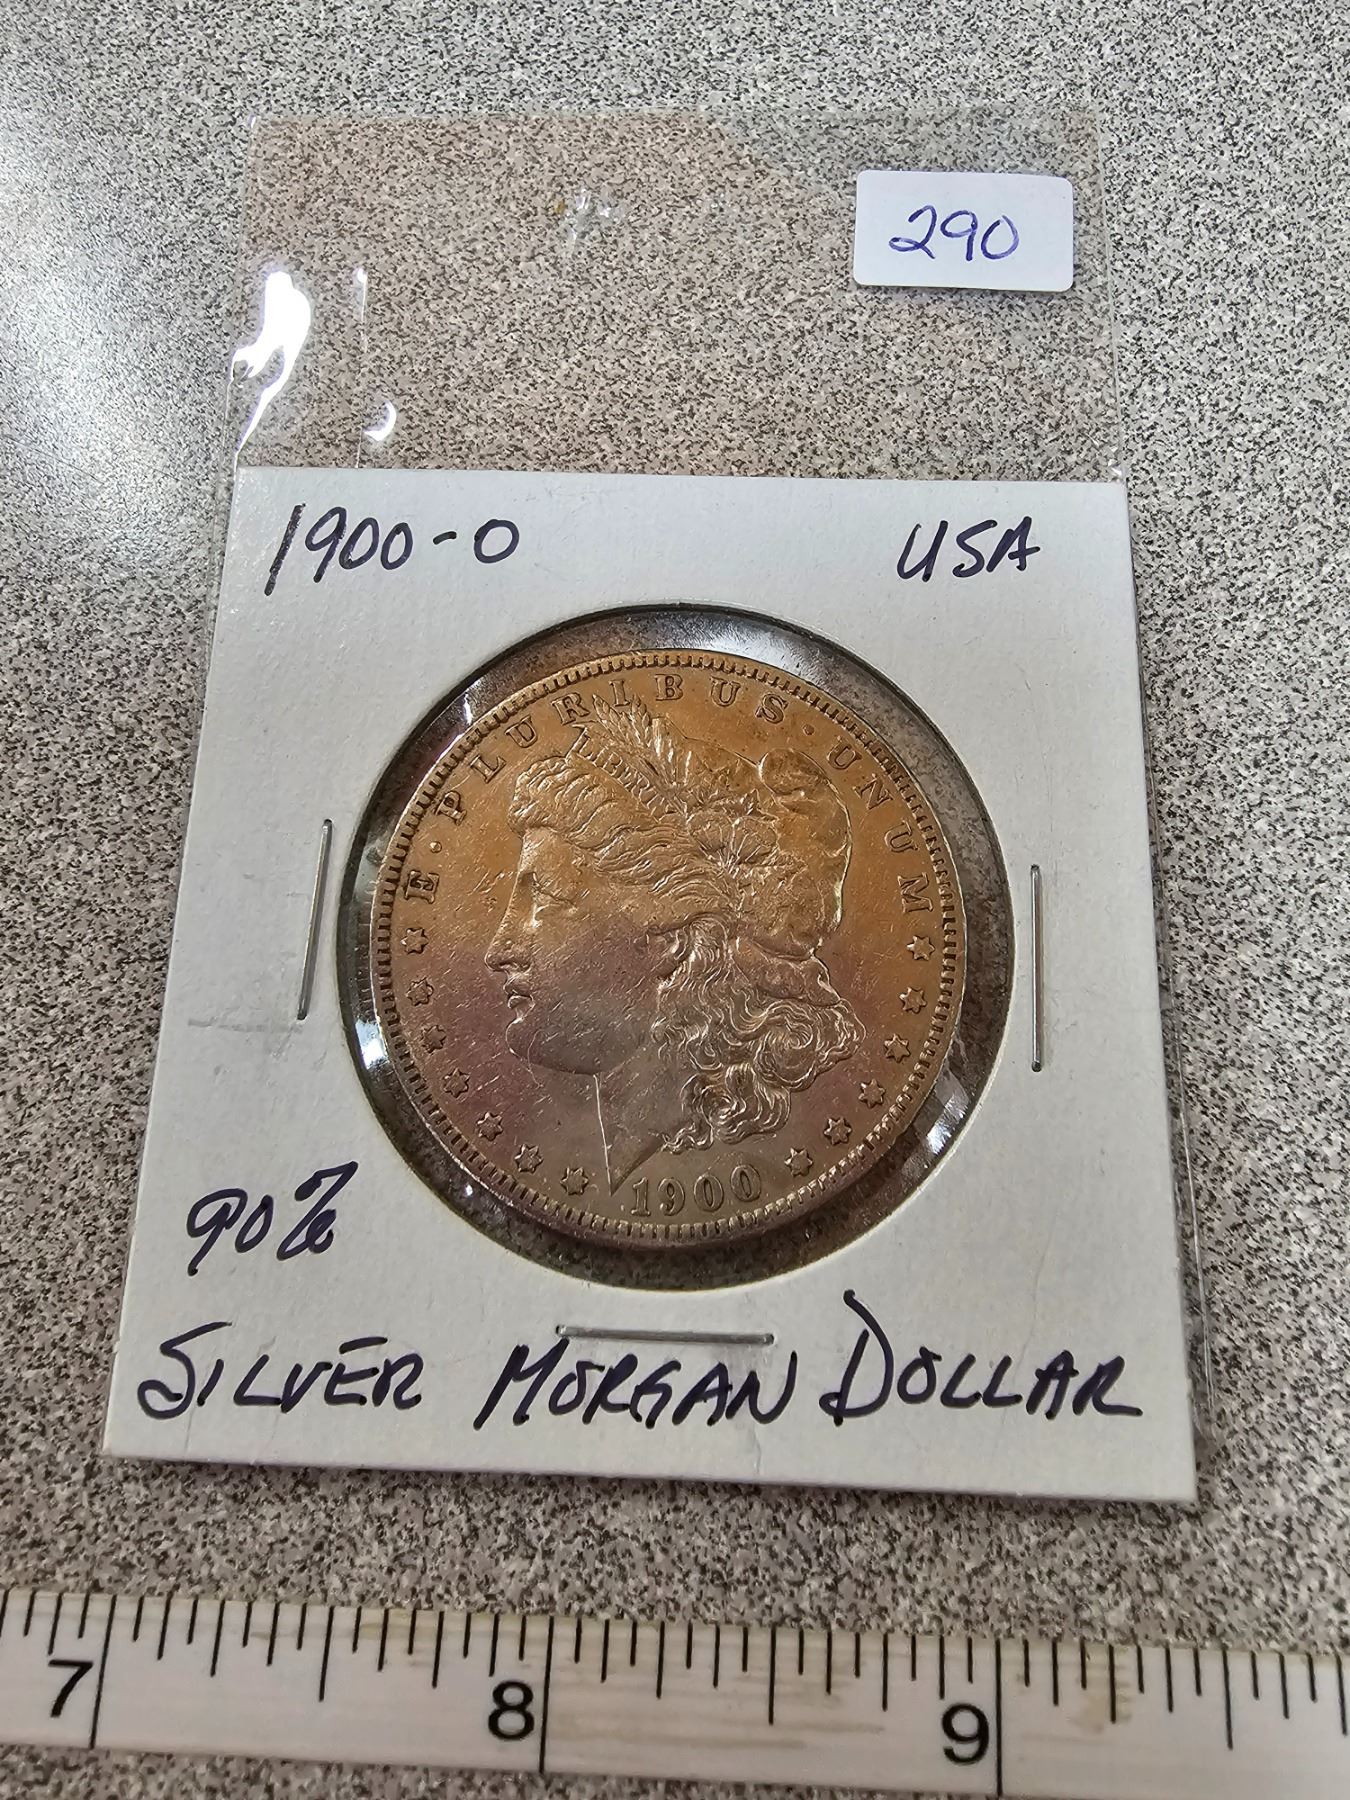 290
1900-O USA
E · PLURIBUS · UNUM
LIBERTY
1900
90%
SILVER MORGAN DOLLAR
7 8 9